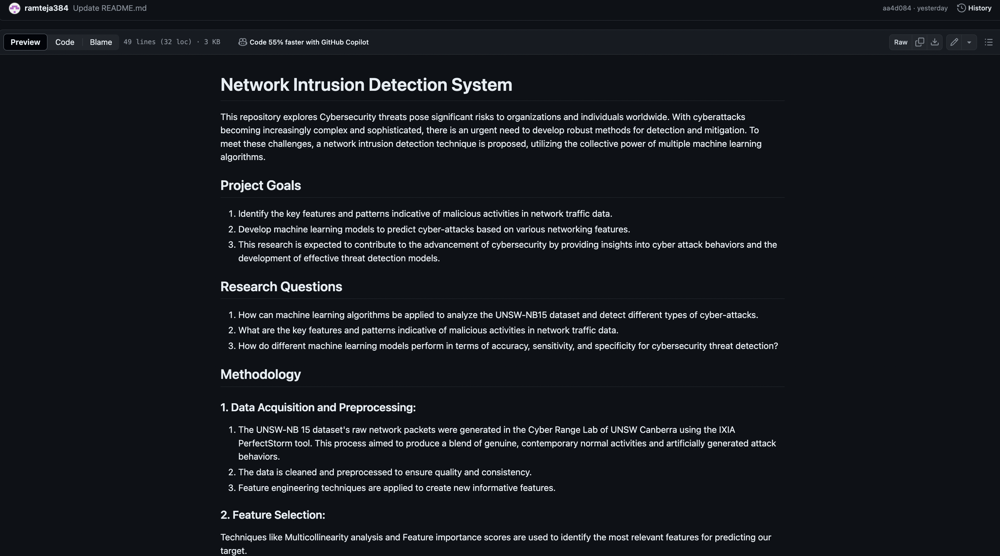 ramteja384 Update README.md aa4d084 · yesterday History
Preview Code Blame 49 lines (32 loc) · 3 KB Code 55% faster with GitHub Copilot Raw
Network Intrusion Detection System
This repository explores Cybersecurity threats pose significant risks to organizations and individuals worldwide. With cyberattacks
becoming increasingly complex and sophisticated, there is an urgent need to develop robust methods for detection and mitigation. To
meet these challenges, a network intrusion detection technique is proposed, utilizing the collective power of multiple machine learning
algorithms.
Project Goals
1. Identify the key features and patterns indicative of malicious activities in network traffic data.
2. Develop machine learning models to predict cyber-attacks based on various networking features.
3. This research is expected to contribute to the advancement of cybersecurity by providing insights into cyber attack behaviors and the
development of effective threat detection models.
Research Questions
1. How can machine learning algorithms be applied to analyze the UNSW-NB15 dataset and detect different types of cyber-attacks.
2. What are the key features and patterns indicative of malicious activities in network traffic data.
3. How do different machine learning models perform in terms of accuracy, sensitivity, and specificity for cybersecurity threat detection?
Methodology
1. Data Acquisition and Preprocessing:
1. The UNSW-NB 15 dataset's raw network packets were generated in the Cyber Range Lab of UNSW Canberra using the IXIA
PerfectStorm tool. This process aimed to produce a blend of genuine, contemporary normal activities and artificially generated attack
behaviors.
2. The data is cleaned and preprocessed to ensure quality and consistency.
3. Feature engineering techniques are applied to create new informative features.
2. Feature Selection:
Techniques like Multicollinearity analysis and Feature importance scores are used to identify the most relevant features for predicting our
target.